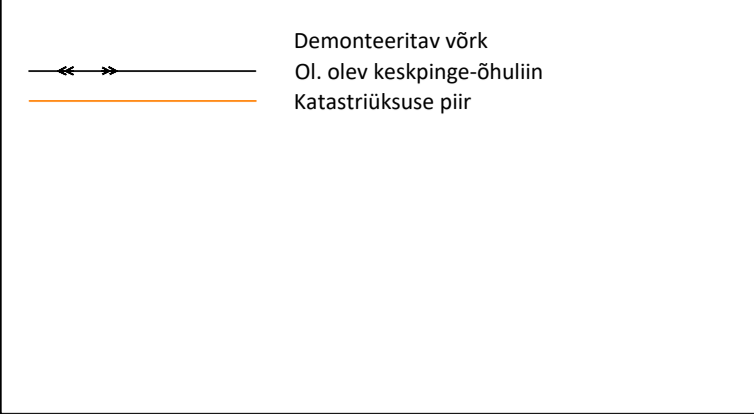 Demonteeritav võrk
Ol. olev keskpinge-õhuliin
Katastriüksuse piir